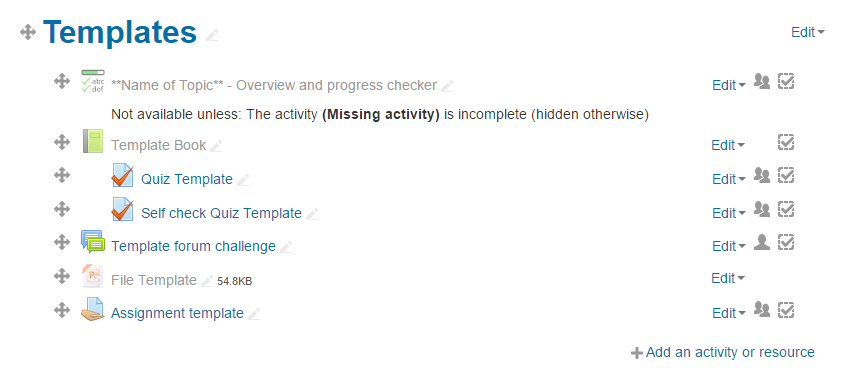 Templates Edit
**Name of Topic** - Overview and progress checker Edit
Not available unless: The activity (Missing activity) is incomplete (hidden otherwise)
Template Book Edit
Quiz Template Edit
Self check Quiz Template Edit
Template forum challenge Edit
File Template 54.8KB Edit
Assignment template Edit
Add an activity or resource